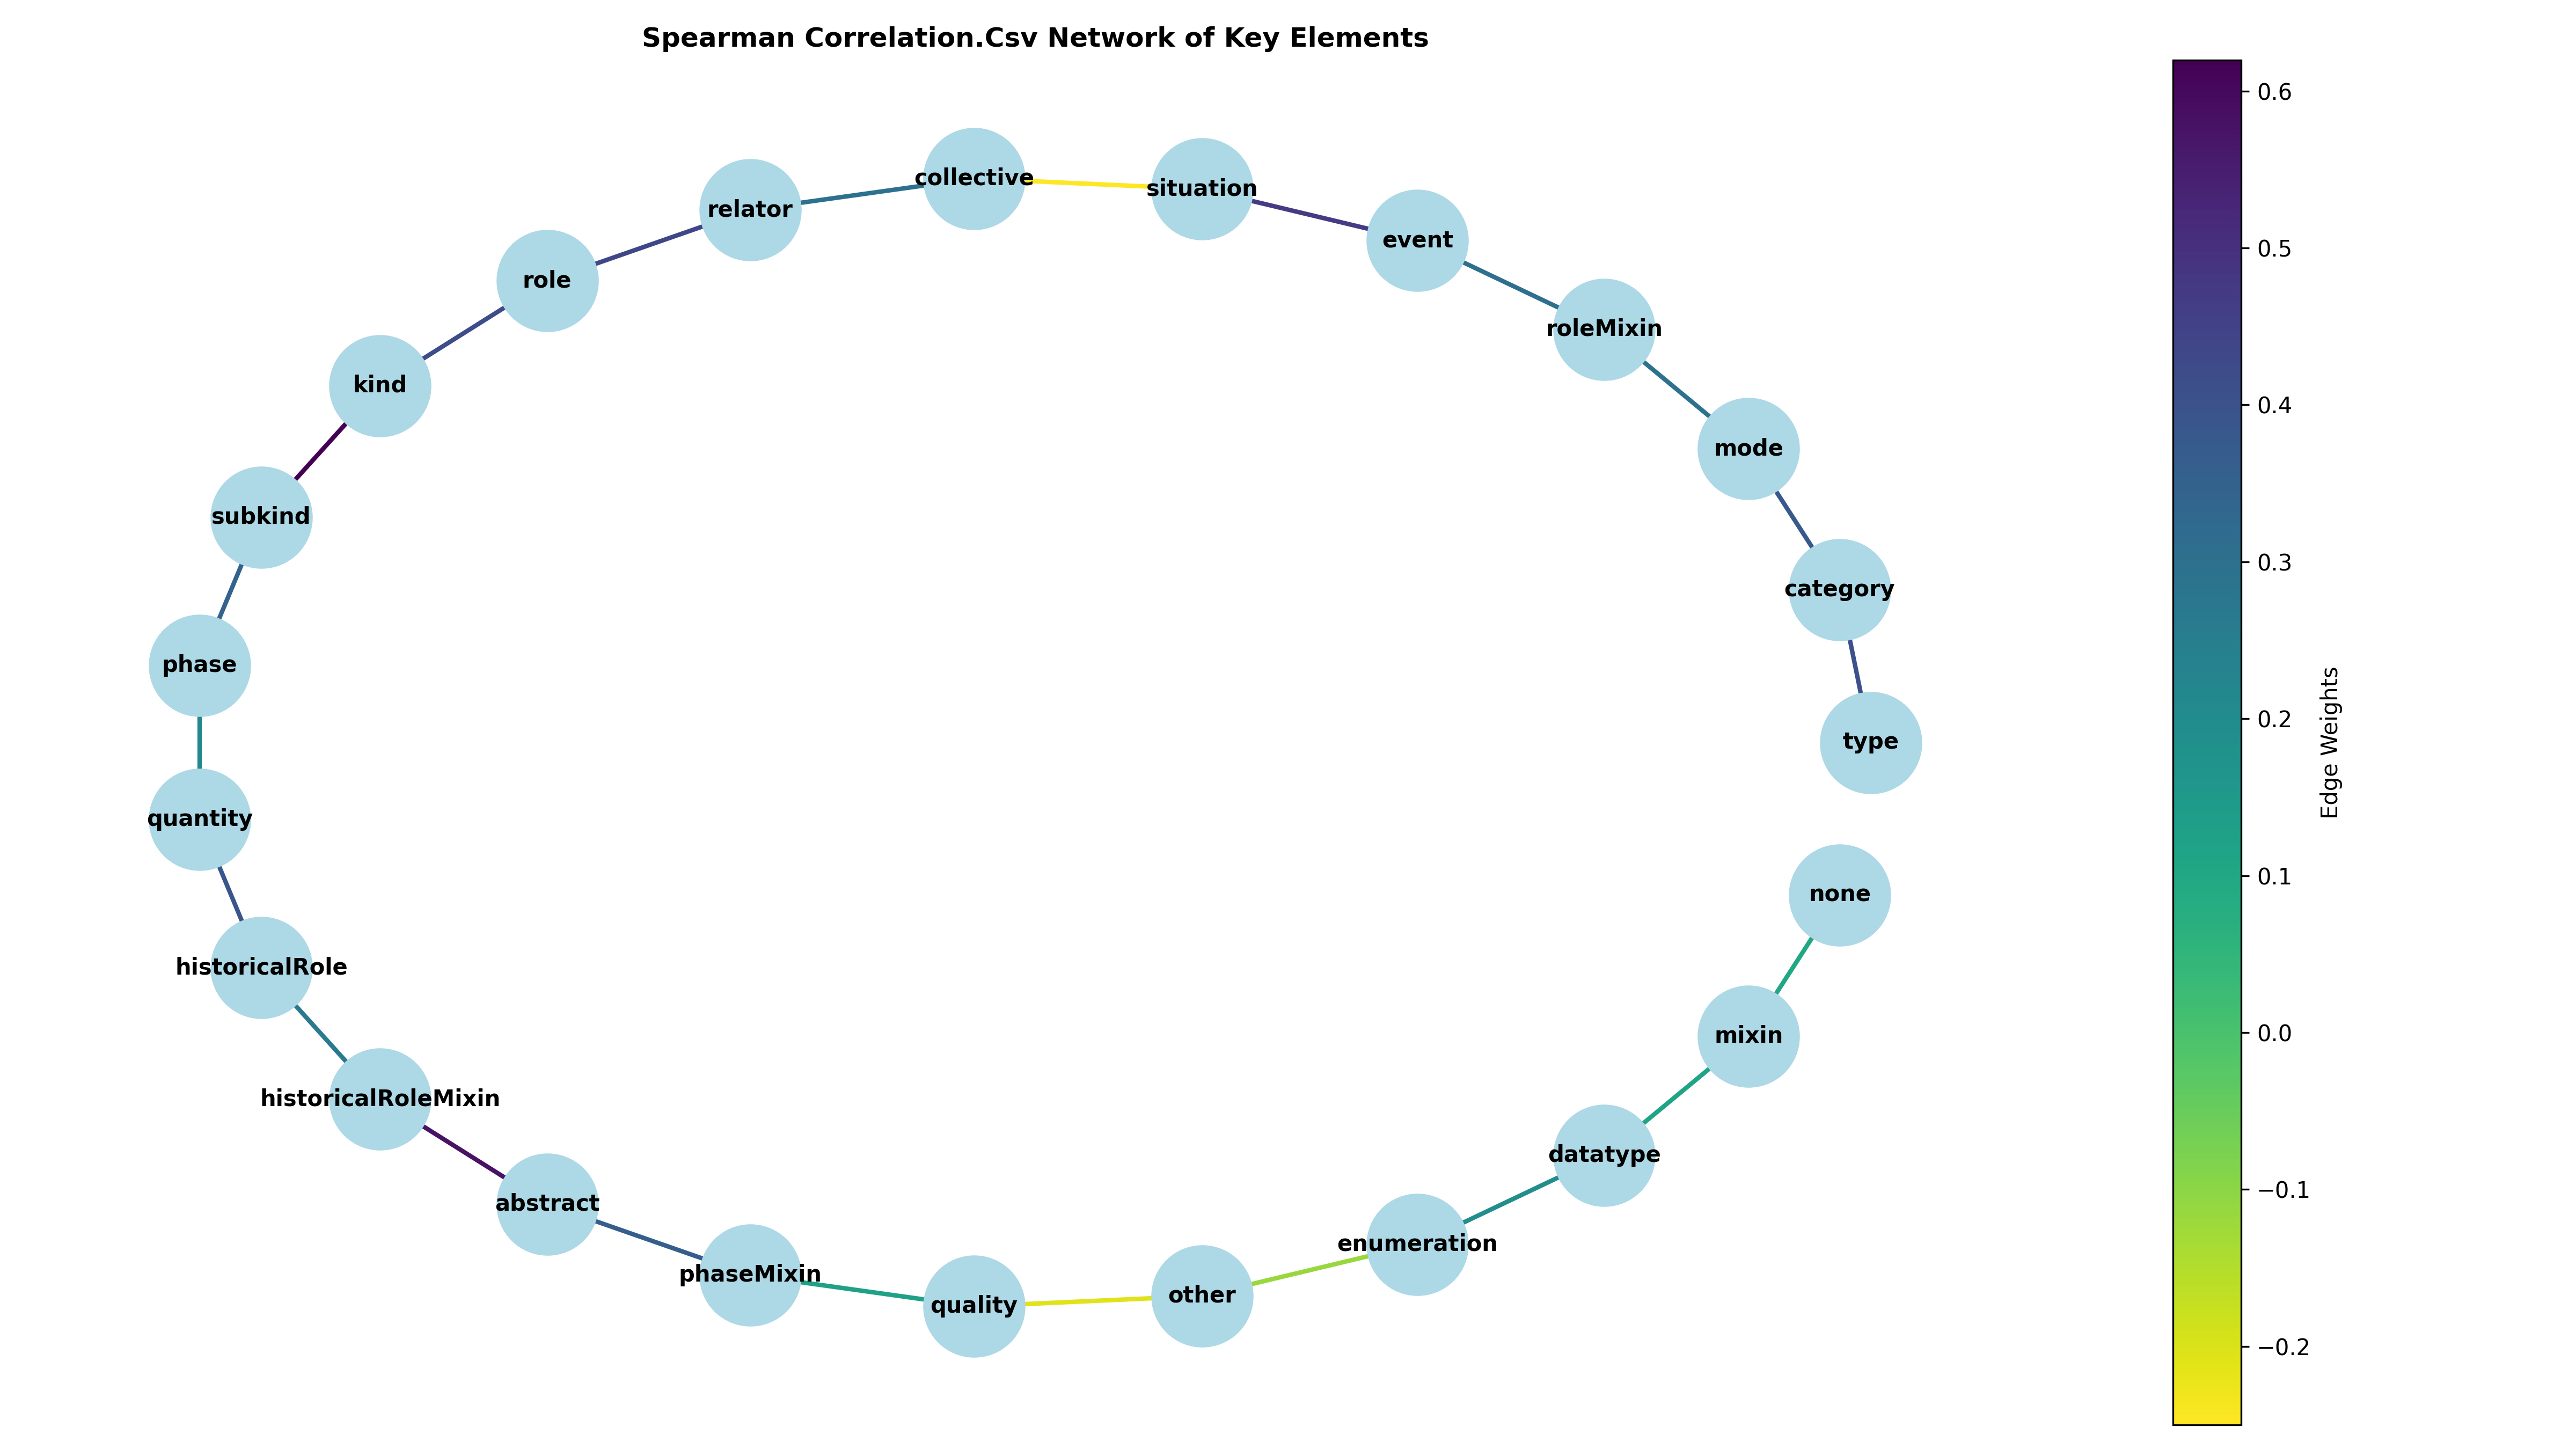 Spearman Correlation.Csv Network of Key Elements
collective
situation
relator
event
role
roleMixin
kind
mode
subkind
category
phase
type
quantity
none
historicalRole
mixin
historicalRoleMixin
datatype
abstract
enumeration
phaseMixin
other
quality
0.6
0.5
0.4
0.3
0.2
0.1
0.0
−0.1
−0.2
Edge Weights